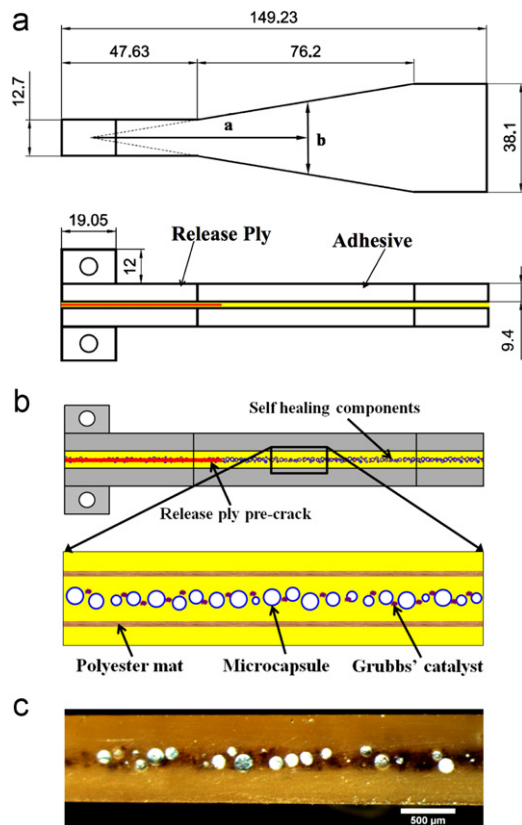 a
149.23
47.63
76.2
12.7
a
b
38.1
19.05
Release Ply
Adhesive
12
9.4
b
Self healing components
Release ply pre-crack
Polyester mat
Microcapsule
Grubbs' catalyst
c
500 µm